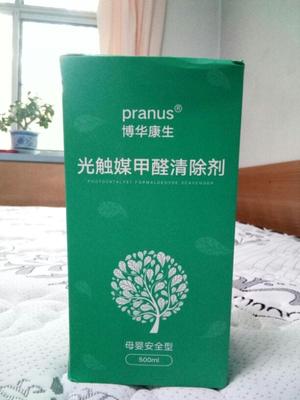 pranus®
博华康生
光触媒甲醛清除剂
PHOTOCATALYST FORMALDEHYDE SCAVENGER
母婴安全型
500ml